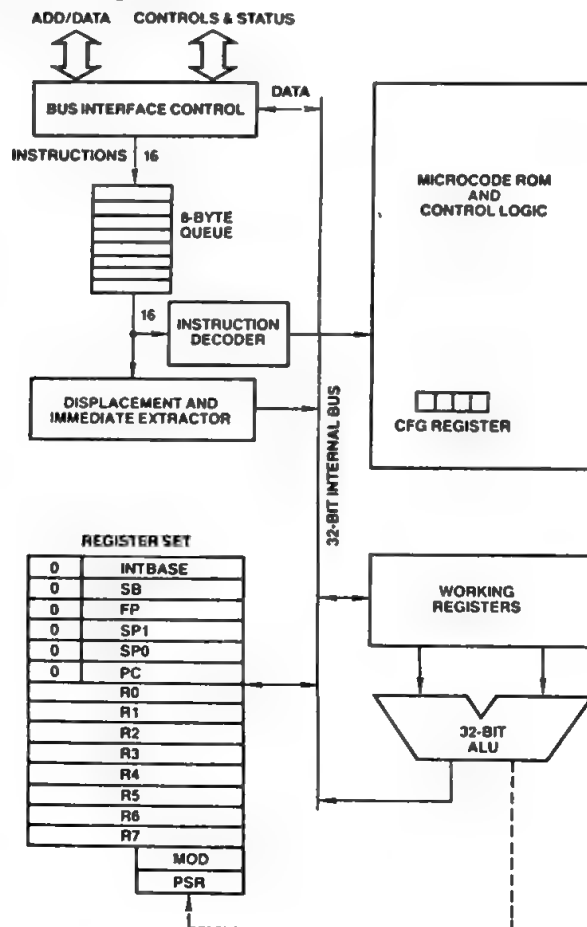 ADD/DATA
CONTROLS & STATUS
BUS INTERFACE CONTROL
DATA
INSTRUCTIONS
16
8-BYTE
QUEUE
MICROCODE ROM
AND
CONTROL LOGIC
16
INSTRUCTION
DECODER
DISPLACEMENT AND
IMMEDIATE EXTRACTOR
CFG REGISTER
32-BIT INTERNAL BUS
REGISTER SET
0 INTBASE
0 SB
0 FP
0 SP1
0 SP0
0 PC
R0
R1
R2
R3
R4
R5
R6
R7
MOD
PSR
WORKING
REGISTERS
32-BIT
ALU